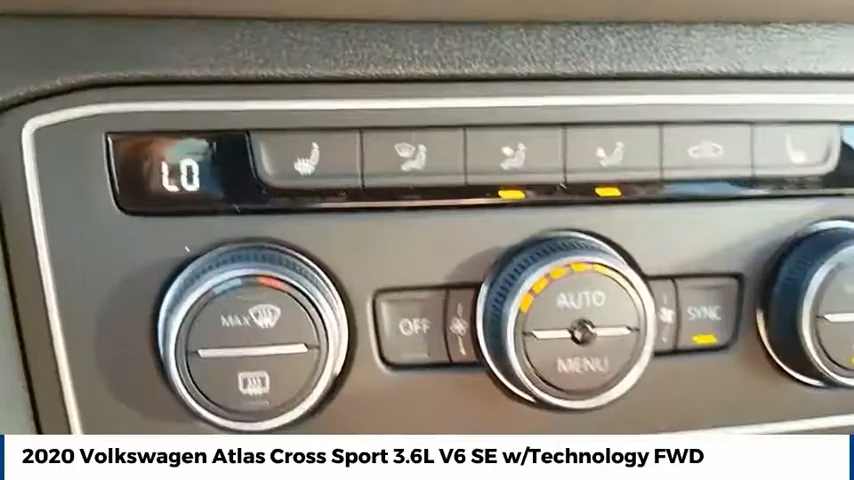 LO
MAX
OFF
AUTO
MENU
SYNC
2020 Volkswagen Atlas Cross Sport 3.6L V6 SE w/Technology FWD